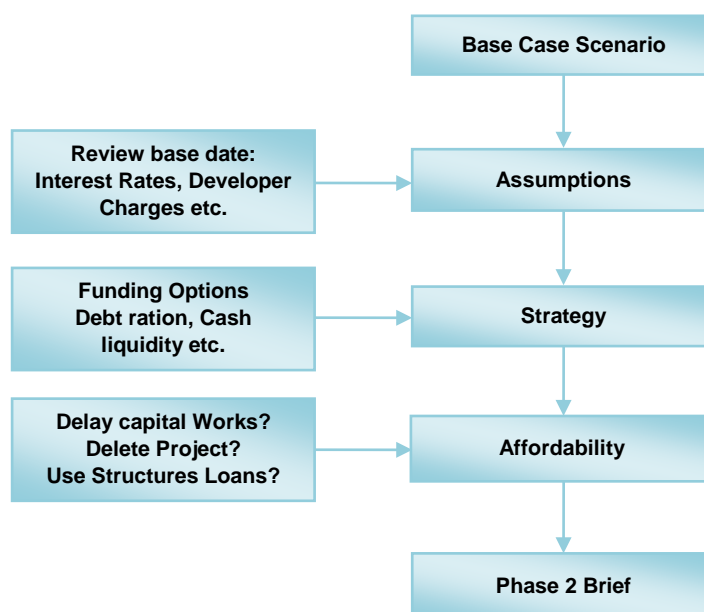 Base Case Scenario
Review base date:
Interest Rates, Developer
Charges etc.
Assumptions
Funding Options
Debt ration, Cash
liquidity etc.
Strategy
Delay capital Works?
Delete Project?
Use Structures Loans?
Affordability
Phase 2 Brief